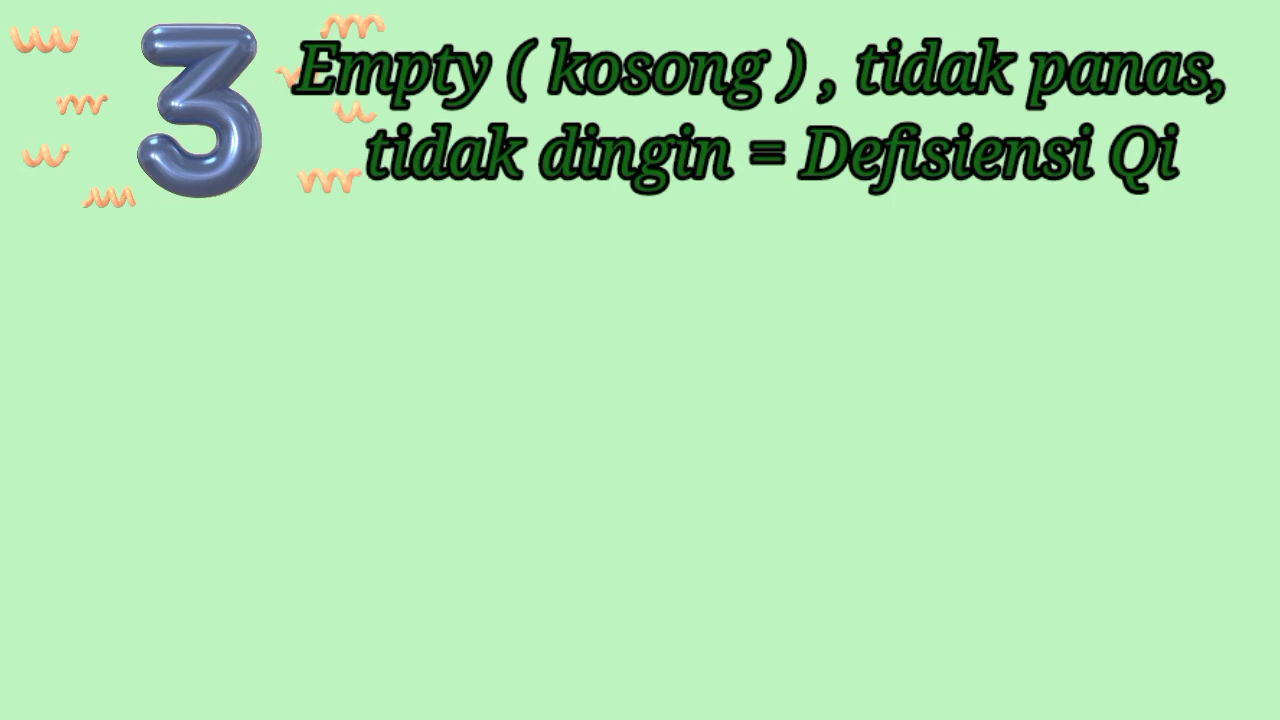 3
Empty ( kosong ) , tidak panas,
tidak dingin = Defisiensi Qi